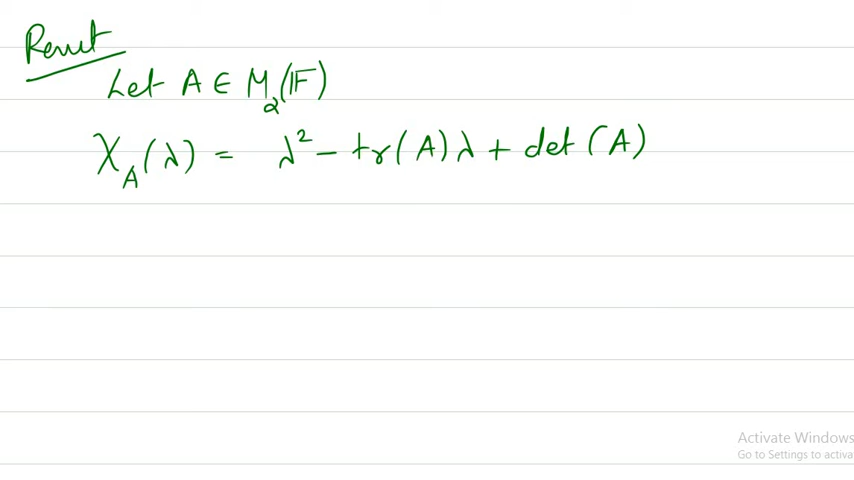 Result
Let A ∈ M₂(𝔽)
χ_A(λ) = λ² - tr(A)λ + det(A)
Activate Windows
Go to Settings to activa